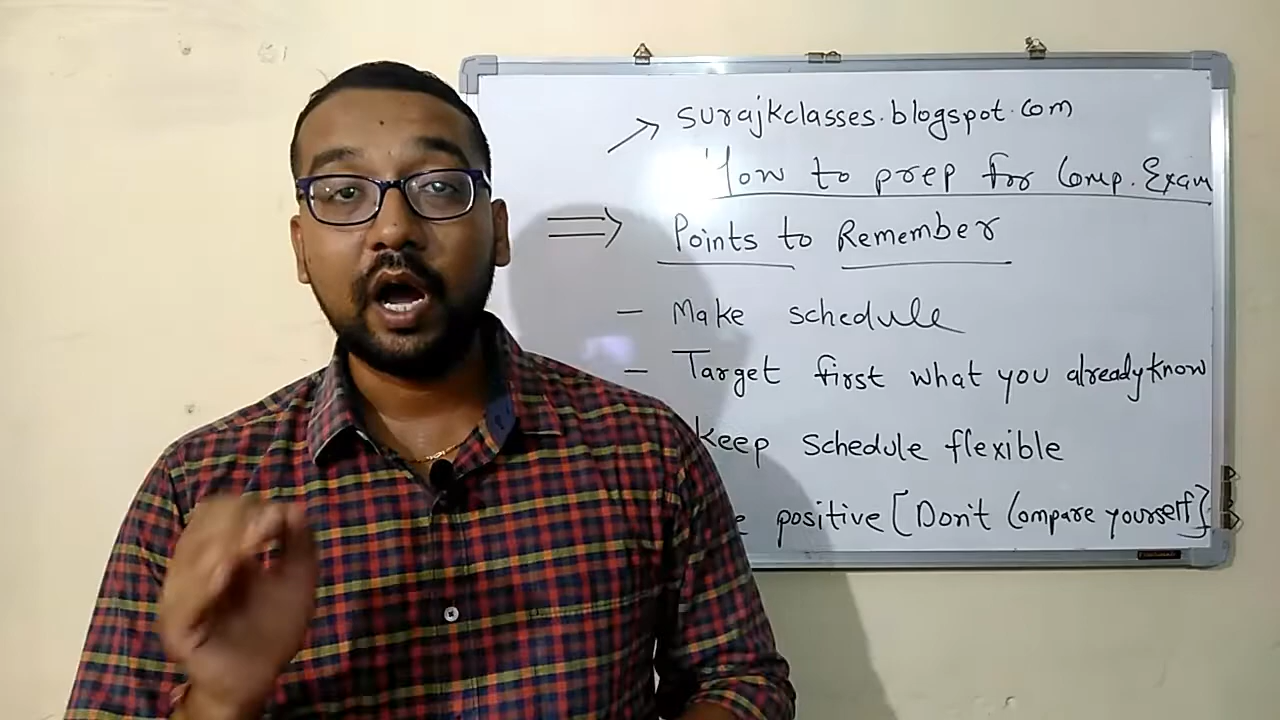 surajkclasses.blogspot.com
How to prep for Comp. Exam
Points to Remember
- Make schedule
- Target first what you already know
Keep schedule flexible
positive [Don't Compare yourself]